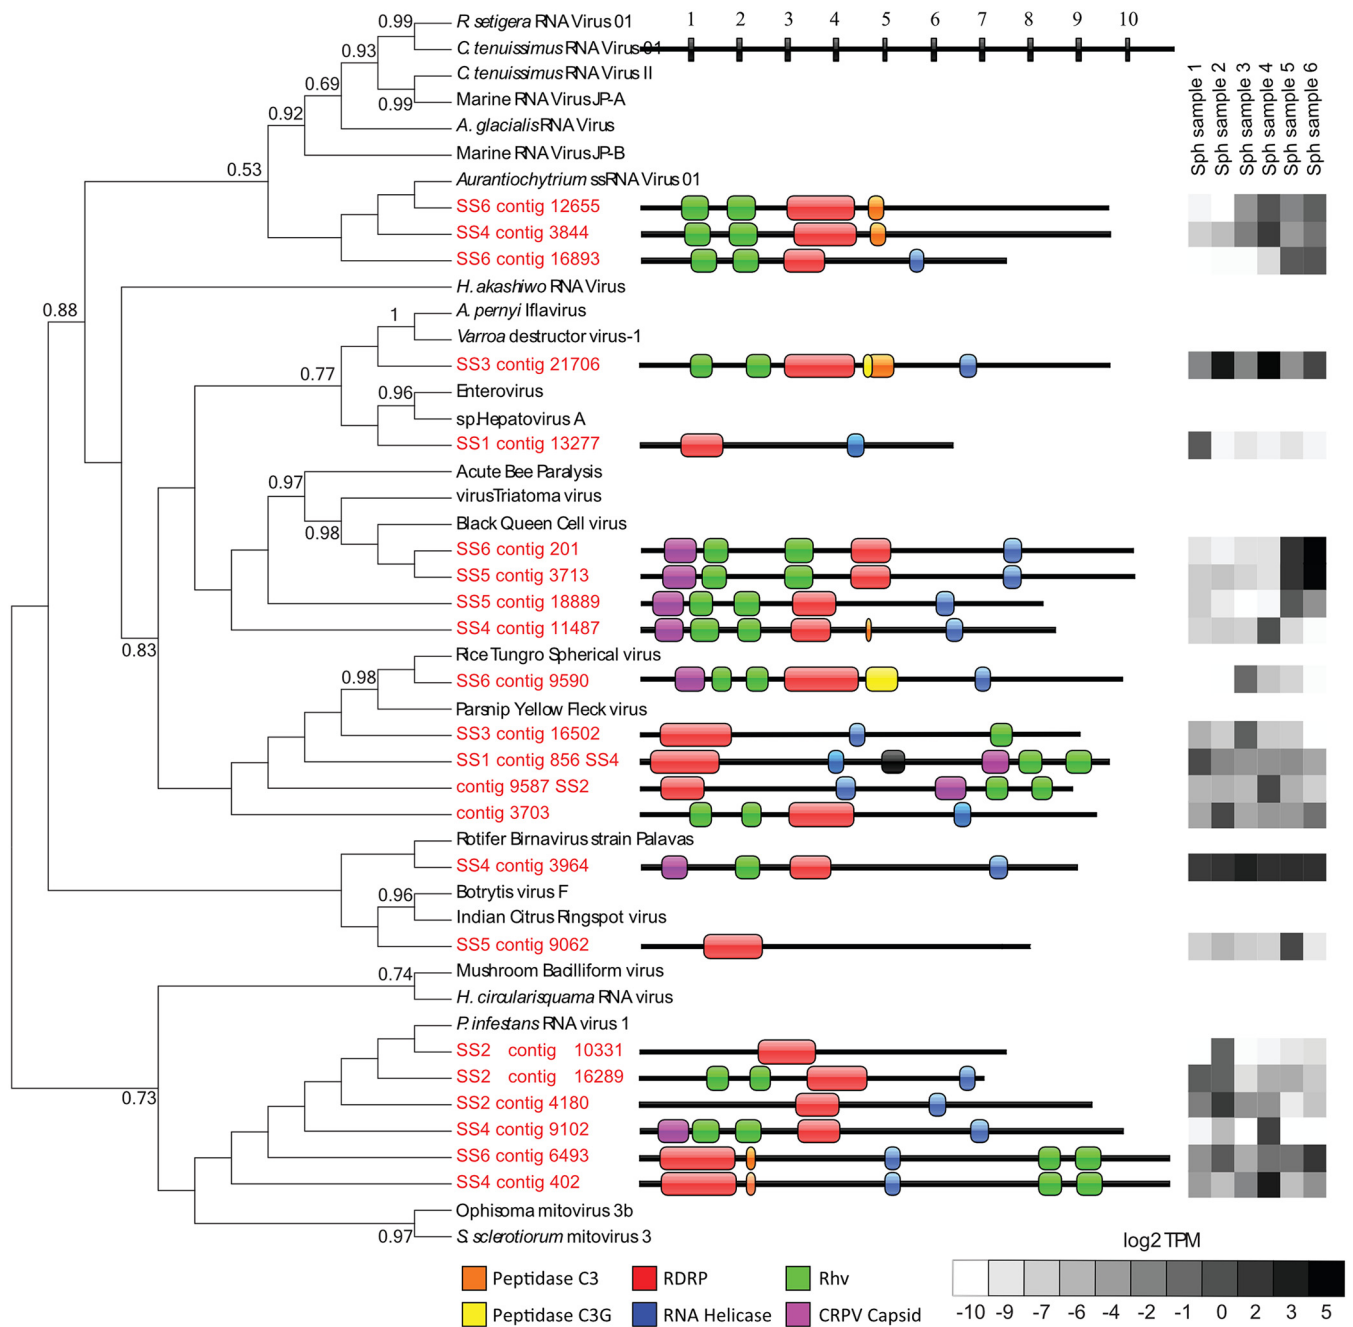 1 2 3 4 5 6 7 8 9 10
Sph sample 1
Sph sample 2
Sph sample 3
Sph sample 4
Sph sample 5
Sph sample 6
R. setigera RNA Virus 01
C. tenuissimus RNA Virus 01
C. tenuissimus RNA Virus II
Marine RNA Virus JP-A
A. glacialis RNA Virus
Marine RNA Virus JP-B
Aurantiochytrium ssRNA Virus 01
SS6 contig 12655
SS4 contig 3844
SS6 contig 16893
H. akashiwo RNA Virus
A. pernyi Iflavirus
Varroa destructor virus-1
SS3 contig 21706
Enterovirus
sp.Hepatovirus A
SS1 contig 13277
Acute Bee Paralysis
virusTriatoma virus
Black Queen Cell virus
SS6 contig 201
SS5 contig 3713
SS5 contig 18889
SS4 contig 11487
Rice Tungro Spherical virus
SS6 contig 9590
Parsnip Yellow Fleck virus
SS3 contig 16502
SS1 contig 856 SS4
contig 9587 SS2
contig 3703
Rotifer Birnavirus strain Palavas
SS4 contig 3964
Botrytis virus F
Indian Citrus Ringspot virus
SS5 contig 9062
Mushroom Bacilliform virus
H. circularisquama RNA virus
P. infestans RNA virus 1
SS2 contig 10331
SS2 contig 16289
SS2 contig 4180
SS4 contig 9102
SS6 contig 6493
SS4 contig 402
Ophisoma mitovirus 3b
S. sclerotiorum mitovirus 3
0.99
0.93
0.69
0.99
0.92
0.53
0.88
1
0.77
0.96
0.97
0.98
0.83
0.98
0.96
0.74
0.73
0.97
Peptidase C3
RDRP
Rhv
Peptidase C3G
RNA Helicase
CRPV Capsid
log2 TPM
-10 -9 -7 -6 -4 -2 -1 0 2 3 5